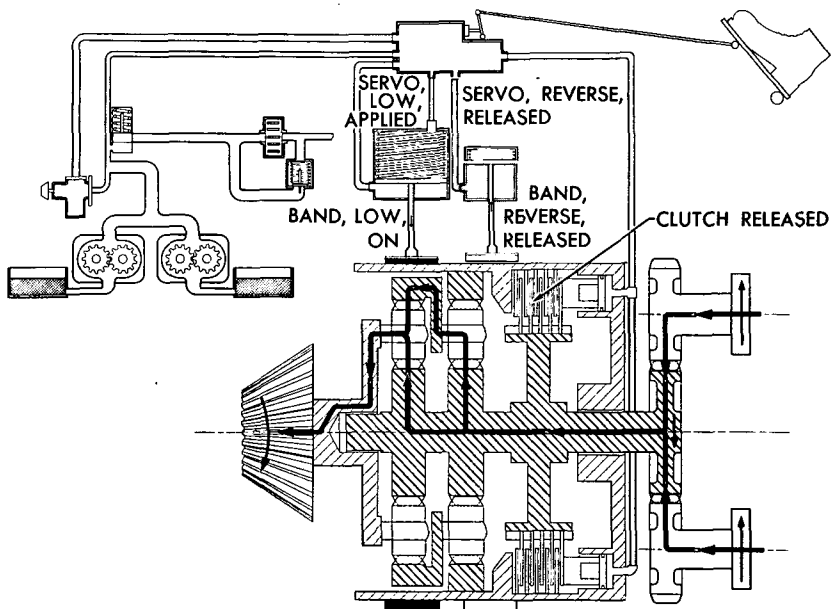 SERVO,
LOW,
APPLIED
SERVO, REVERSE,
RELEASED
BAND, LOW,
ON
BAND,
REVERSE,
RELEASED
CLUTCH RELEASED